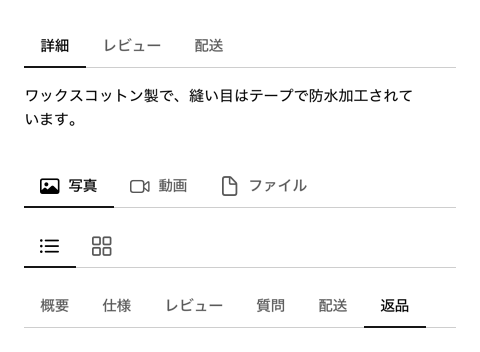 詳細 レビュー 配送
ワックスコットン製で、縫い目はテープで防水加工されて
います。
写真 動画 ファイル
概要 仕様 レビュー 質問 配送 返品